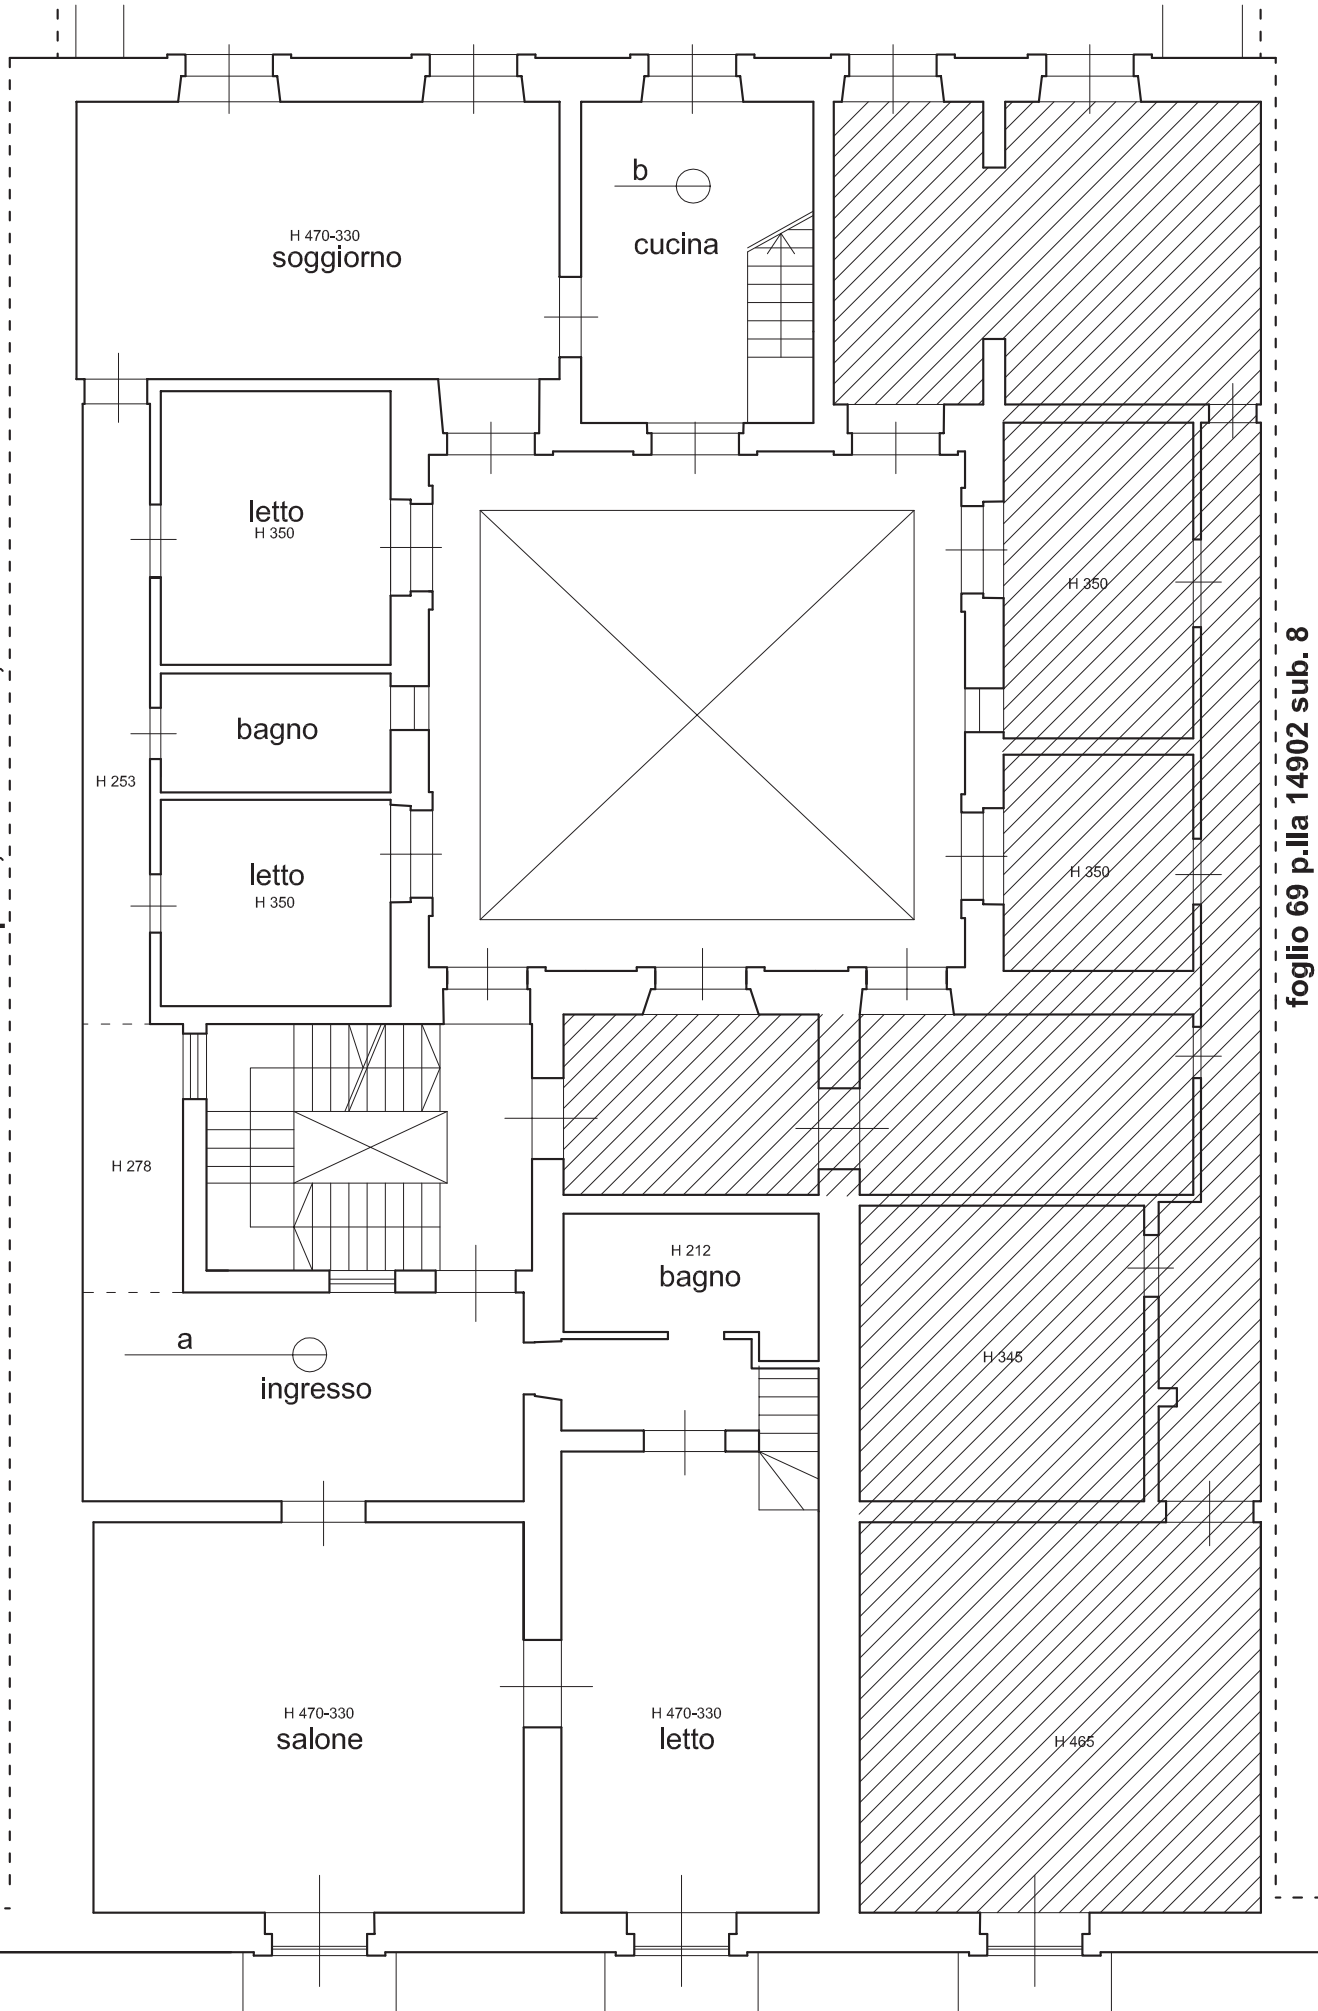 b
H 470-330
soggiorno
cucina
letto
H 350
H 350
bagno
H 253
letto
H 350
H 350
foglio 69 p.lla 14902 sub. 8
H 278
H 212
bagno
a
ingresso
H 345
H 470-330
salone
H 470-330
letto
H 465